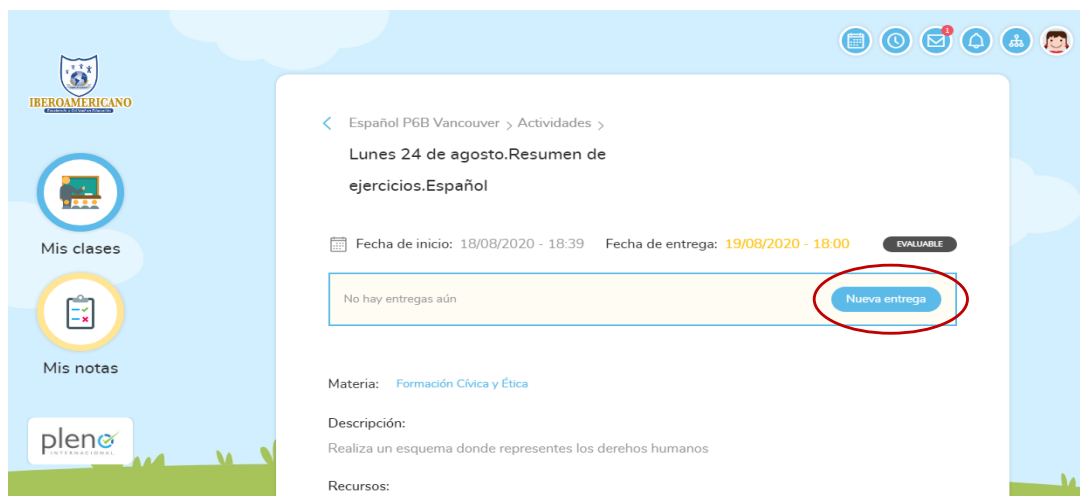 1
IBEROAMERICANO
Español P6B Vancouver > Actividades >
Lunes 24 de agosto.Resumen de
ejercicios.Español
Mis clases
Fecha de inicio: 18/08/2020 - 18:39 Fecha de entrega: 19/08/2020 - 18:00 EVALUABLE
No hay entregas aún Nueva entrega
Mis notas
Materia: Formación Cívica y Ética
Descripción:
Realiza un esquema donde representes los derehos humanos
pleno
INTERNACIONAL
Recursos: